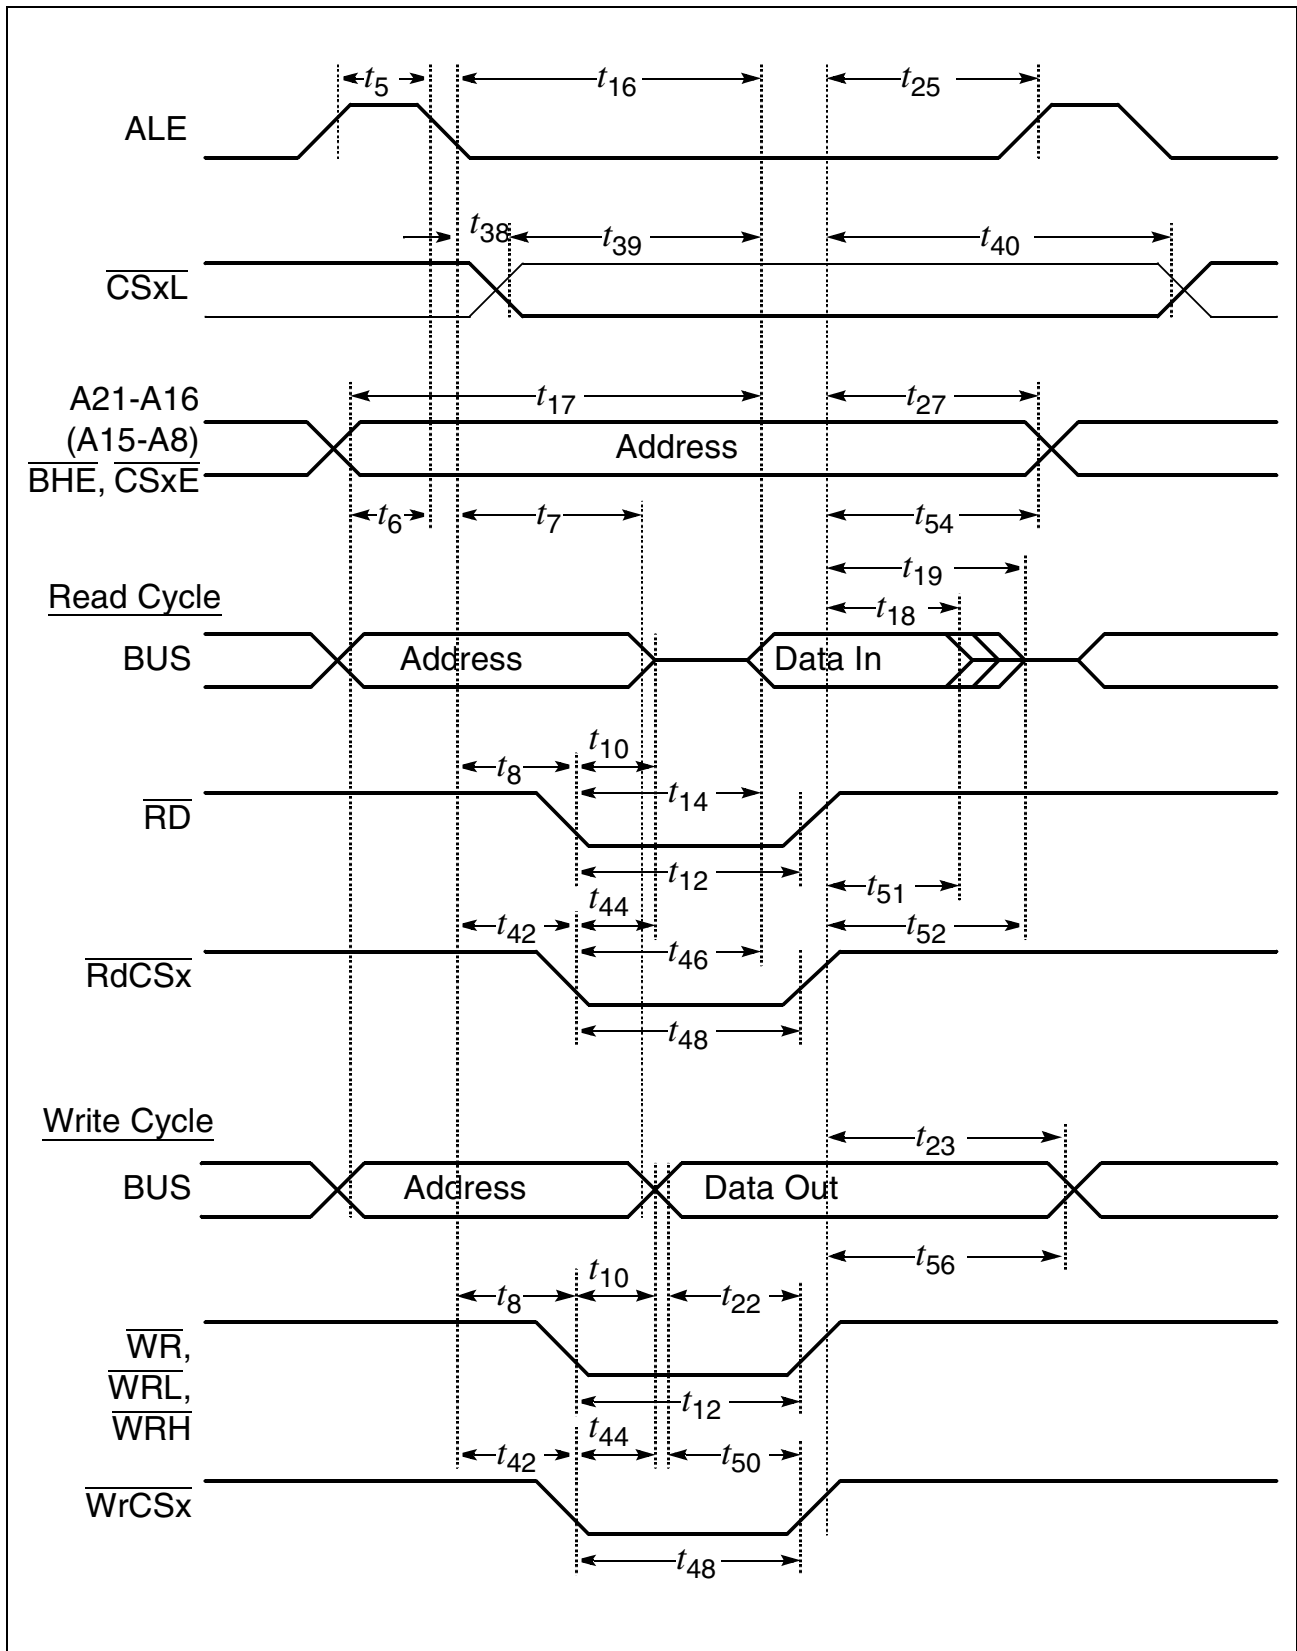 t5 t16 t25
ALE
t38 t39 t40
CSxL
A21-A16 t17 t27
(A15-A8) Address
BHE, CSxE
t6 t7 t54
t19
Read Cycle t18
BUS Address Data In
t10
t8 t14
RD
t12 t51
t44
t42 t46 t52
RdCSx
t48
Write Cycle
t23
BUS Address Data Out
t56
t10
t8 t22
WR,
WRL, t12
WRH t44
t42 t50
WrCSx
t48